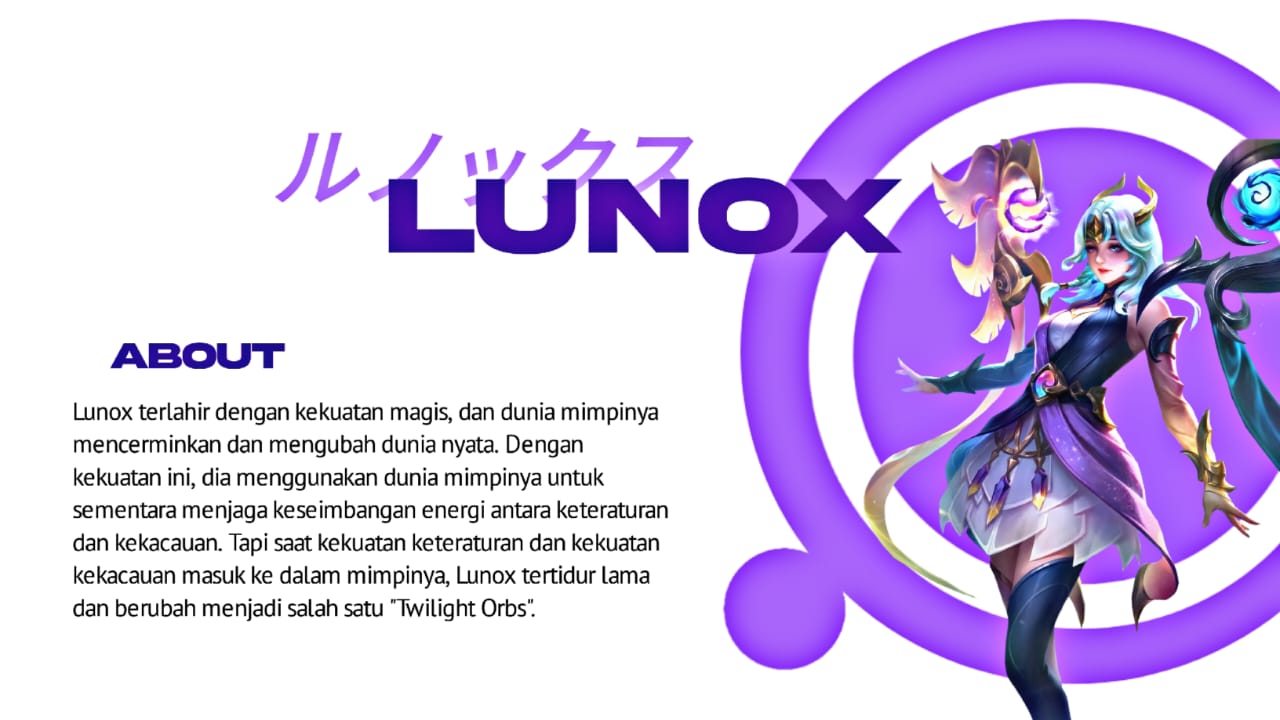 ルノックス
LUNOX
ABOUT
Lunox terlahir dengan kekuatan magis, dan dunia mimpinya
mencerminkan dan mengubah dunia nyata. Dengan
kekuatan ini, dia menggunakan dunia mimpinya untuk
sementara menjaga keseimbangan energi antara keteraturan
dan kekacauan. Tapi saat kekuatan keteraturan dan kekuatan
kekacauan masuk ke dalam mimpinya, Lunox tertidur lama
dan berubah menjadi salah satu "Twilight Orbs".